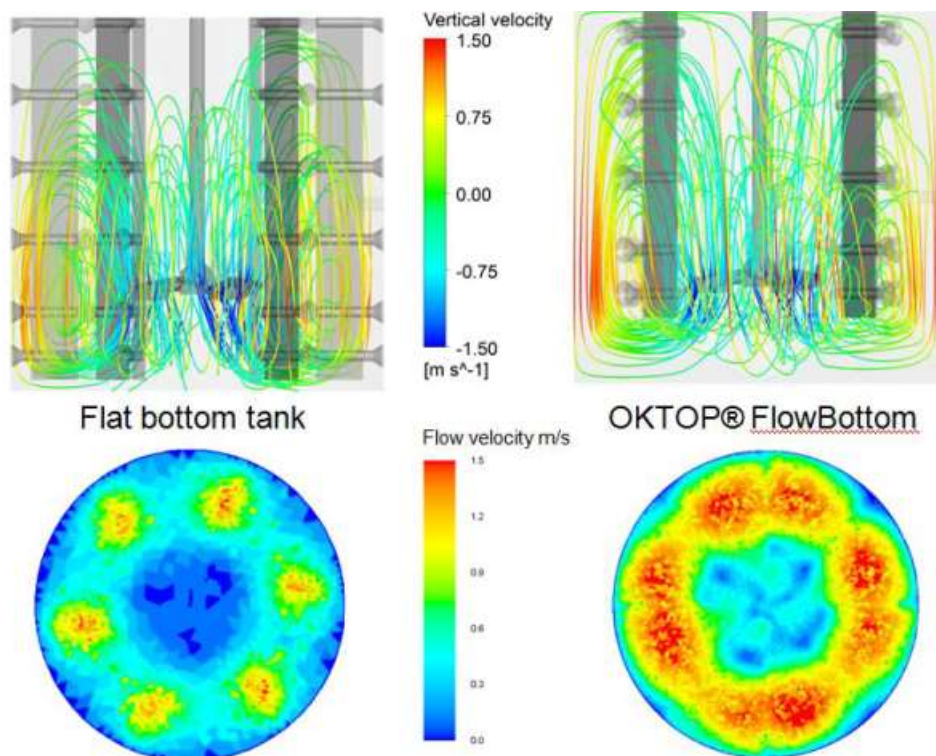 Vertical velocity
1.50
0.75
0.00
-0.75
-1.50
[m s^-1]
Flat bottom tank
OKTOP® FlowBottom
Flow velocity m/s
1.5
1.2
0.9
0.6
0.3
0.0